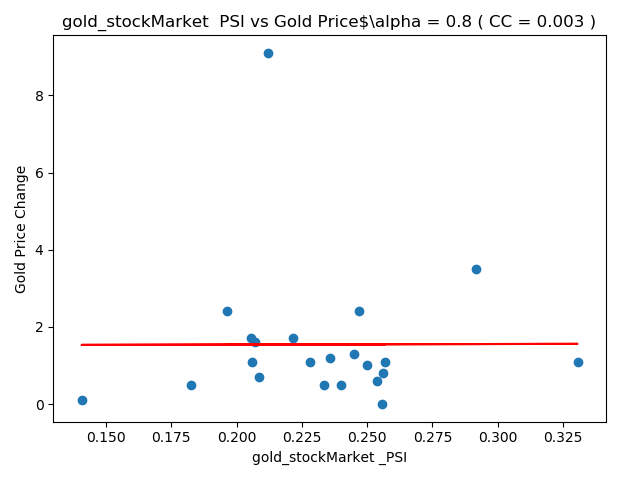 gold_stockMarket  PSI vs Gold Price$\alpha = 0.8 ( CC = 0.003 )
Gold Price Change
8
6
4
2
0
0.150 0.175 0.200 0.225 0.250 0.275 0.300 0.325
gold_stockMarket _PSI